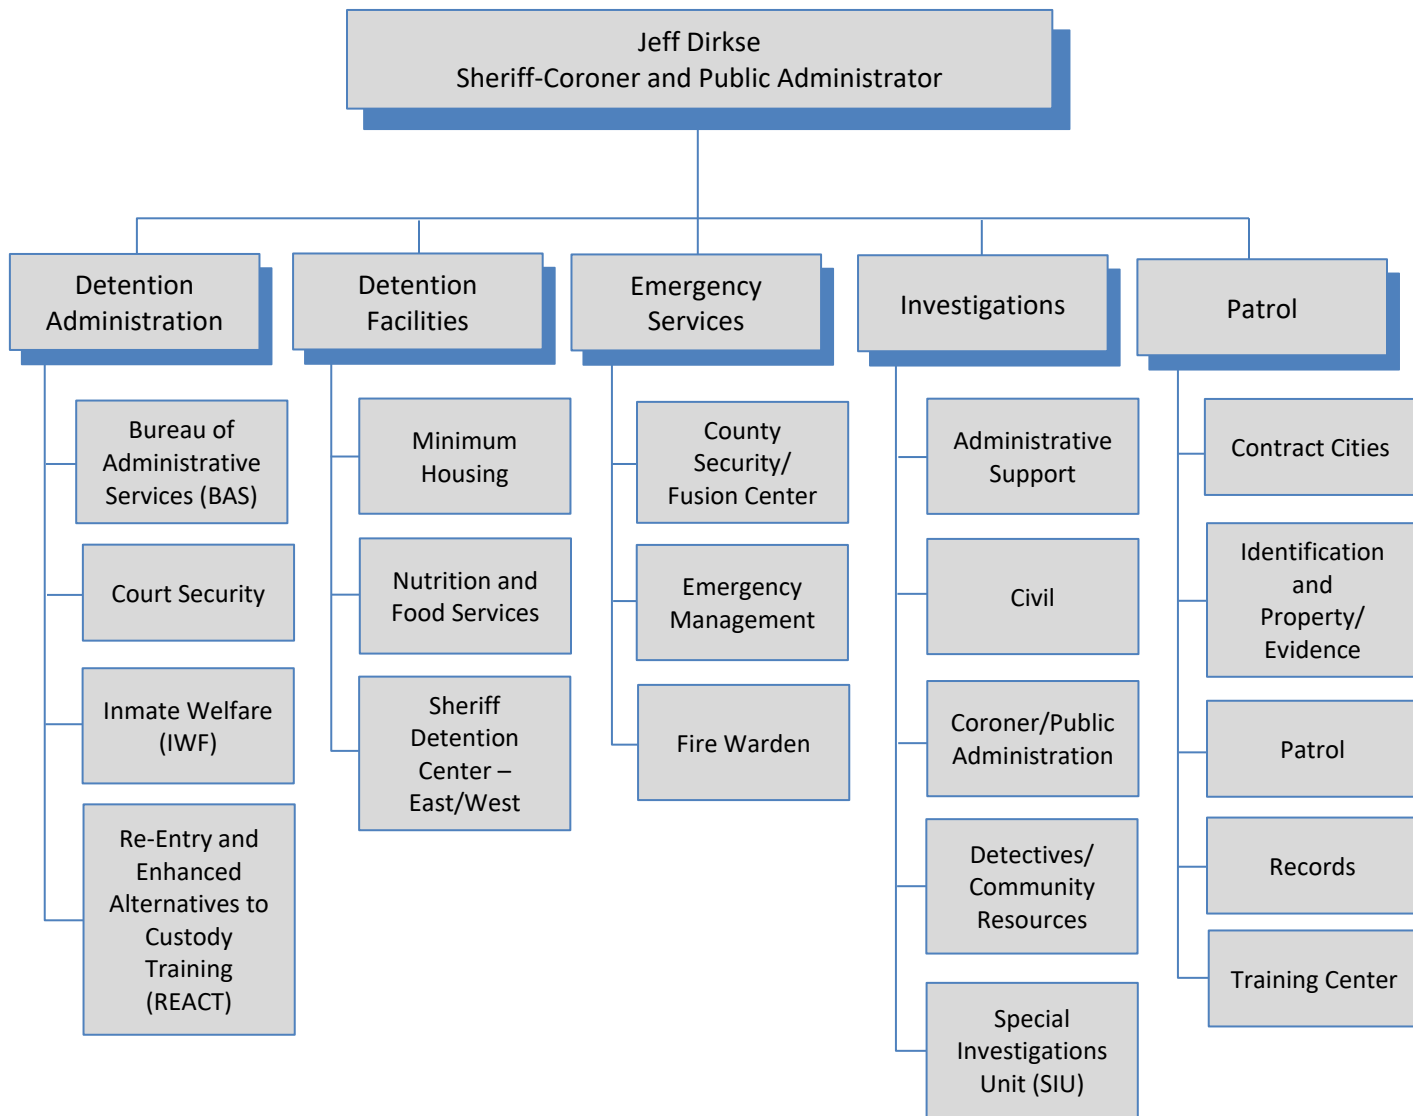 Jeff Dirkse
Sheriff-Coroner and Public Administrator
Detention
Administration
Bureau of
Administrative
Services (BAS)
Court Security
Inmate Welfare
(IWF)
Re-Entry and
Enhanced
Alternatives to
Custody
Training
(REACT)
Detention
Facilities
Minimum
Housing
Nutrition and
Food Services
Sheriff
Detention
Center –
East/West
Emergency
Services
County
Security/
Fusion Center
Emergency
Management
Fire Warden
Investigations
Administrative
Support
Civil
Coroner/Public
Administration
Detectives/
Community
Resources
Special
Investigations
Unit (SIU)
Patrol
Contract Cities
Identification
and
Property/
Evidence
Patrol
Records
Training Center